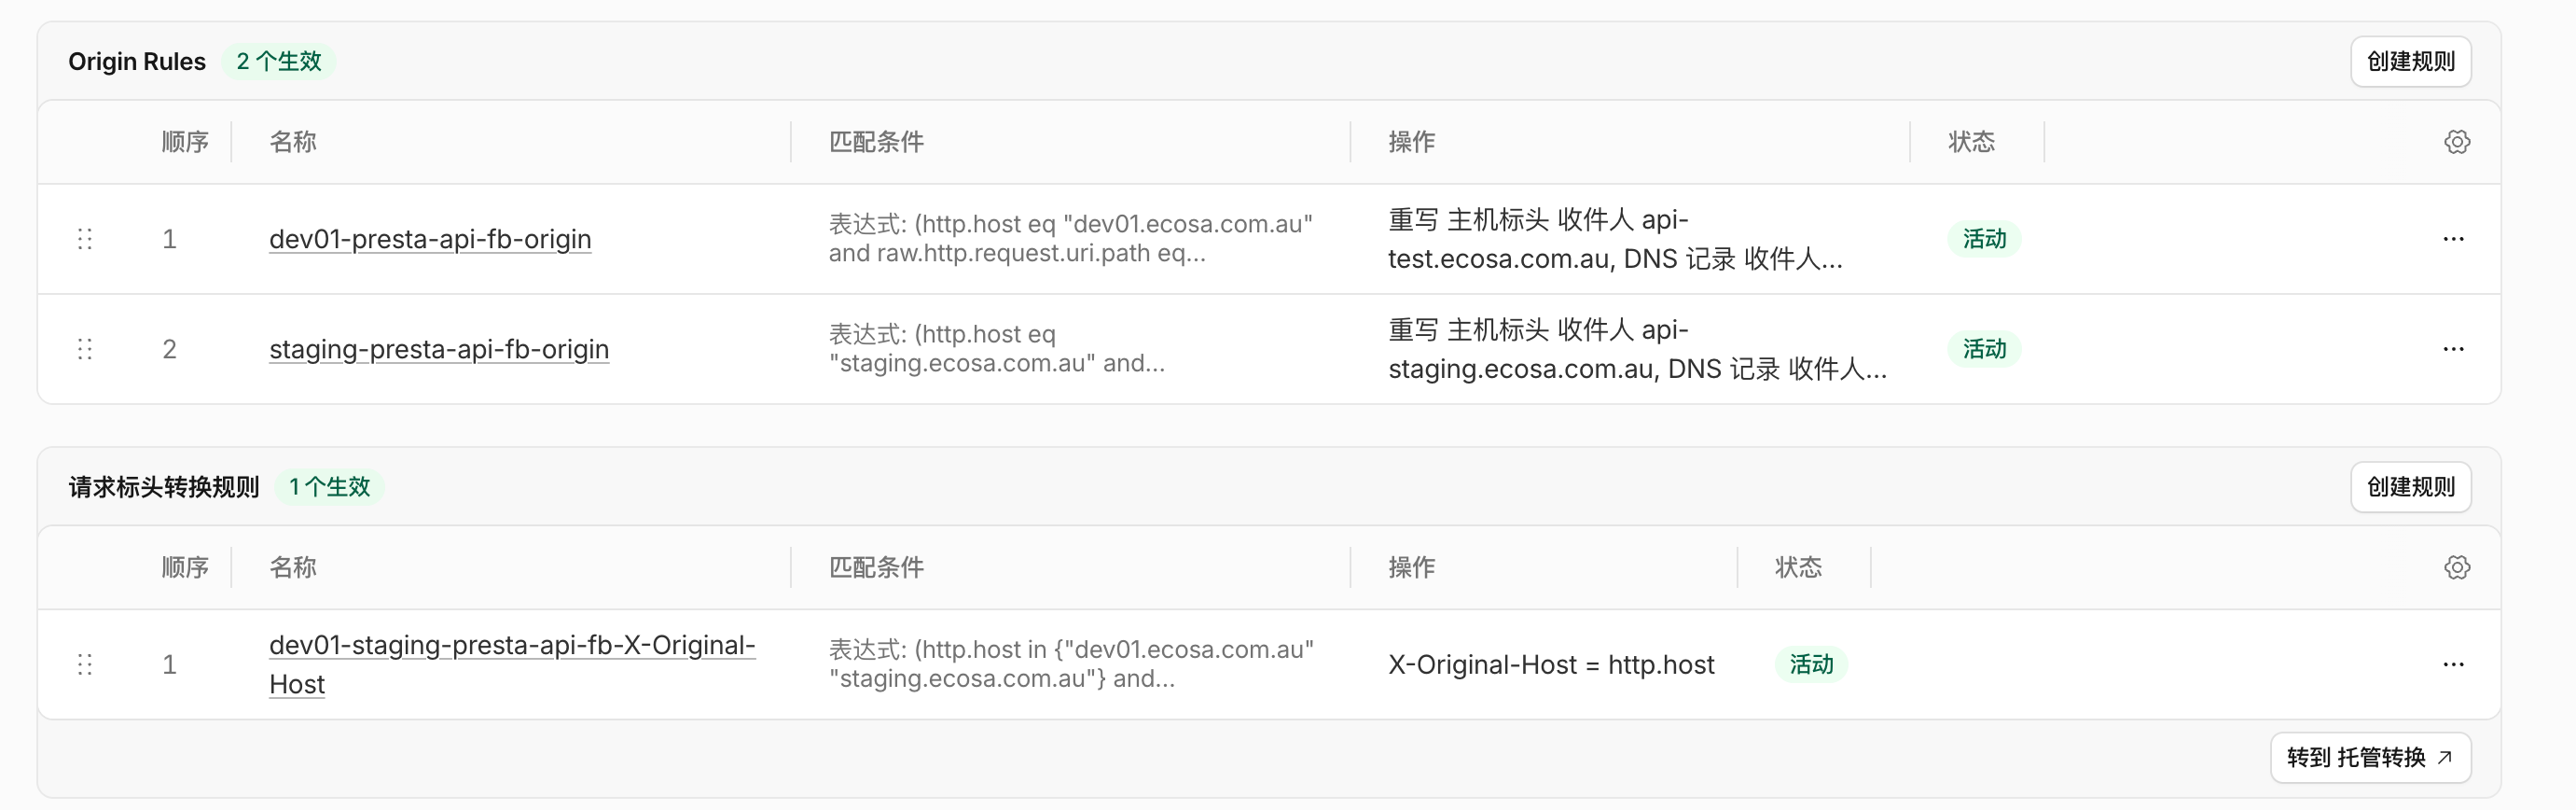 Origin Rules 2 个生效 创建规则
顺序 名称 匹配条件 操作 状态
1 dev01-presta-api-fb-origin 表达式: (http.host eq "dev01.ecosa.com.au"
and raw.http.request.uri.path eq...
重写 主机标头 收件人 api-
test.ecosa.com.au, DNS 记录 收件人...
活动
2 staging-presta-api-fb-origin 表达式: (http.host eq
"staging.ecosa.com.au" and...
重写 主机标头 收件人 api-
staging.ecosa.com.au, DNS 记录 收件人...
活动
请求标头转换规则 1 个生效 创建规则
顺序 名称 匹配条件 操作 状态
1 dev01-staging-presta-api-fb-X-Original-
Host
表达式: (http.host in {"dev01.ecosa.com.au"
"staging.ecosa.com.au"} and...
X-Original-Host = http.host
活动
转到 托管转换